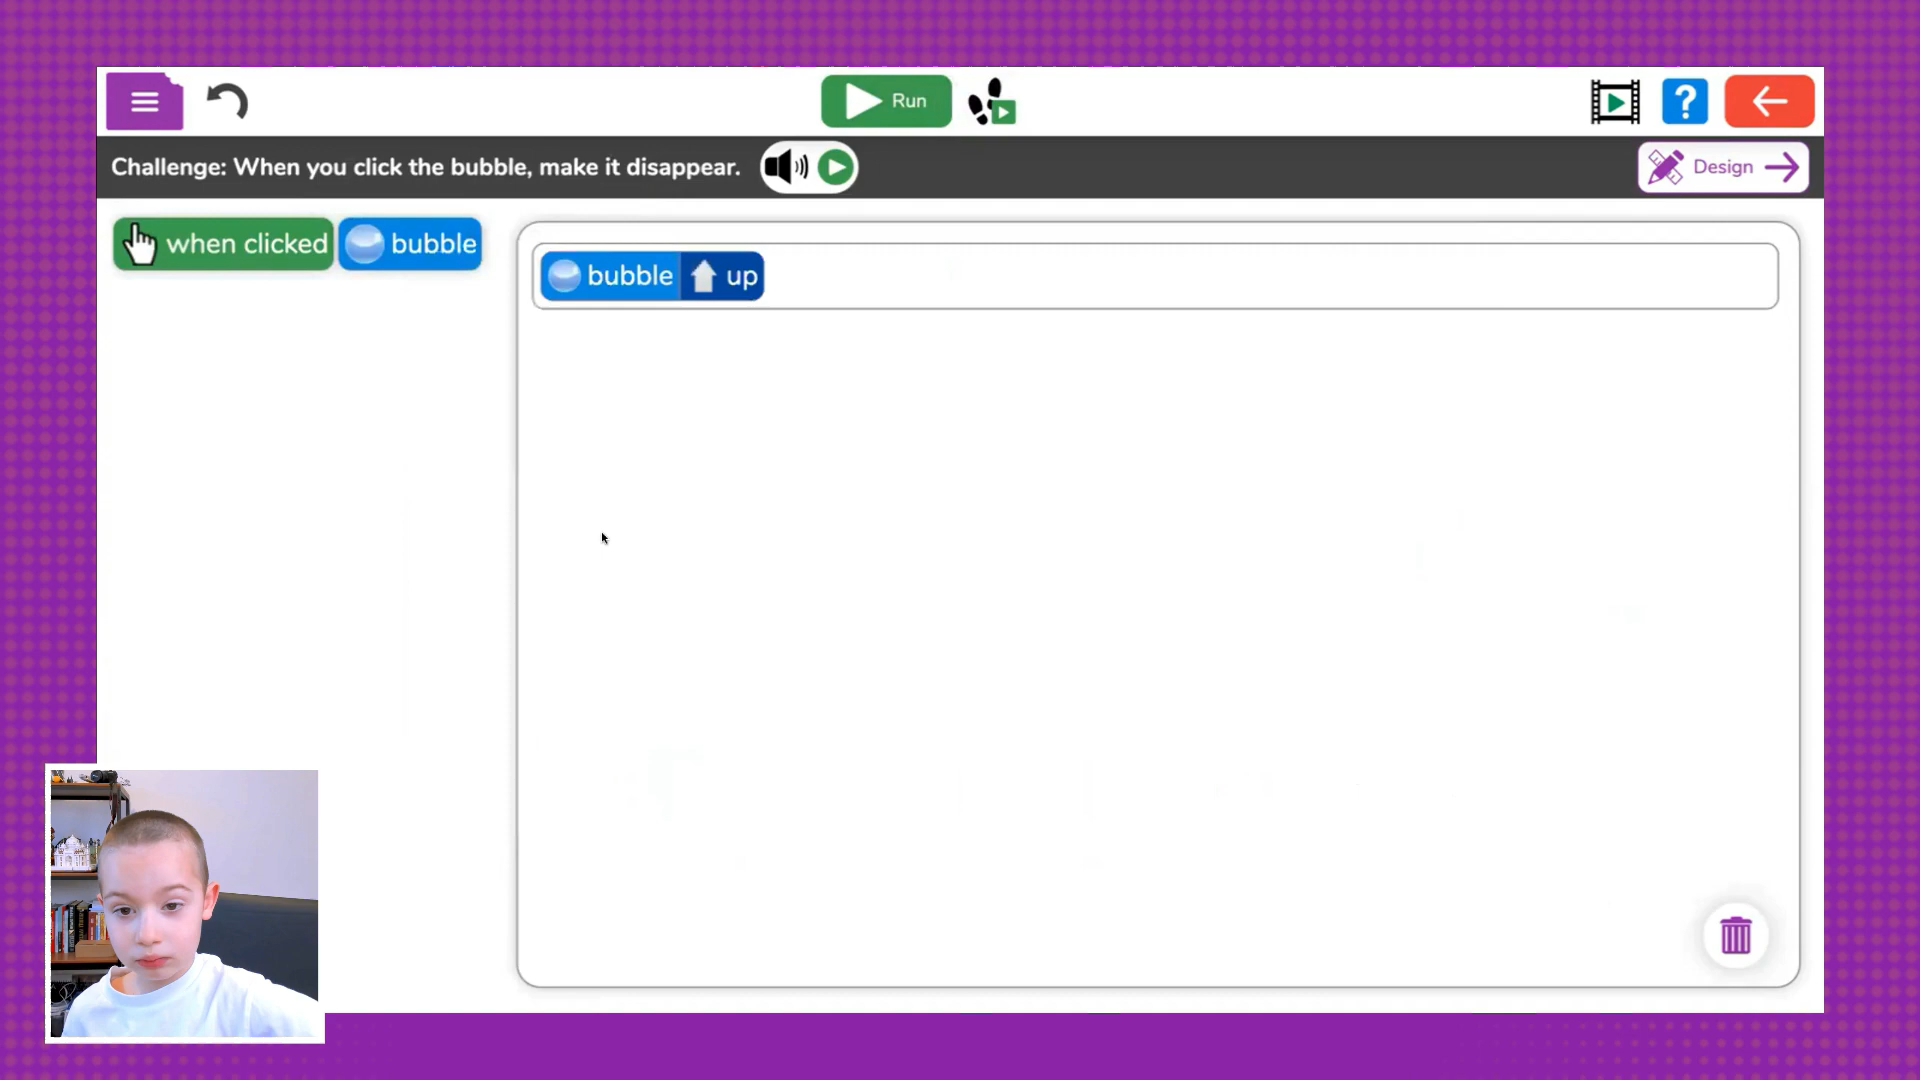 Run
?
Challenge: When you click the bubble, make it disappear.
Design
when clicked bubble
bubble up